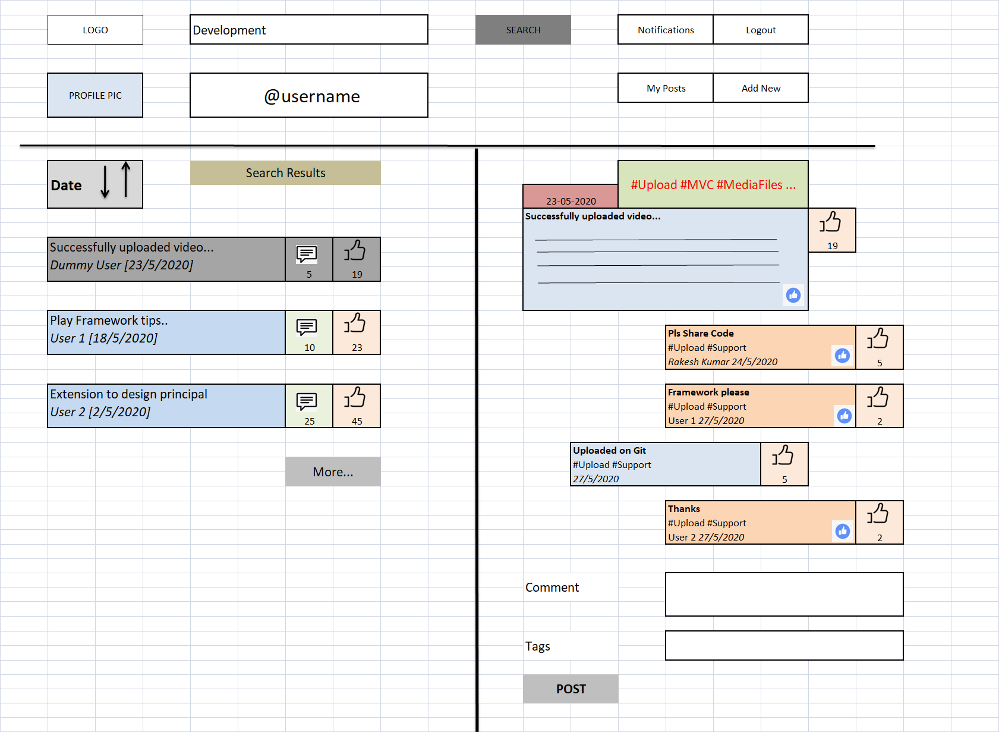 LOGO
Development
SEARCH
Notifications
Logout
PROFILE PIC
@username
My Posts
Add New
Date
Search Results
Successfully uploaded video...
Dummy User [23/5/2020]
5
19
Play Framework tips..
User 1 [18/5/2020]
10
23
Extension to design principal
User 2 [2/5/2020]
25
45
More...
23-05-2020
#Upload #MVC #MediaFiles ...
Successfully uploaded video...
19
Pls Share Code
#Upload #Support
Rakesh Kumar 24/5/2020
5
Framework please
#Upload #Support
User 1 27/5/2020
2
Uploaded on Git
#Upload #Support
27/5/2020
5
Thanks
#Upload #Support
User 2 27/5/2020
2
Comment
Tags
POST